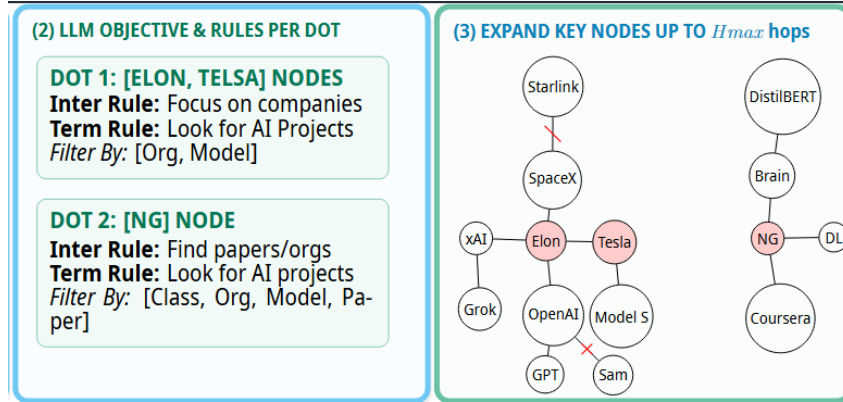 (2) LLM OBJECTIVE & RULES PER DOT
DOT 1: [ELON, TELSA] NODES
Inter Rule: Focus on companies
Term Rule: Look for AI Projects
Filter By: [Org, Model]
DOT 2: [NG] NODE
Inter Rule: Find papers/orgs
Term Rule: Look for AI projects
Filter By: [Class, Org, Model, Pa-
per]
(3) EXPAND KEY NODES UP TO Hmax hops
Starlink
DistilBERT
SpaceX
Brain
xAI
Elon
Tesla
NG
DL
Grok
OpenAI
Model S
Coursera
GPT
Sam